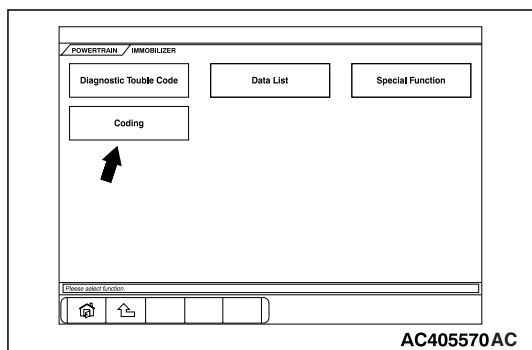 POWERTRAIN IMMOBILIZER
Diagnostic Touble Code Data List Special Function
Coding
Please select function.
AC405570AC